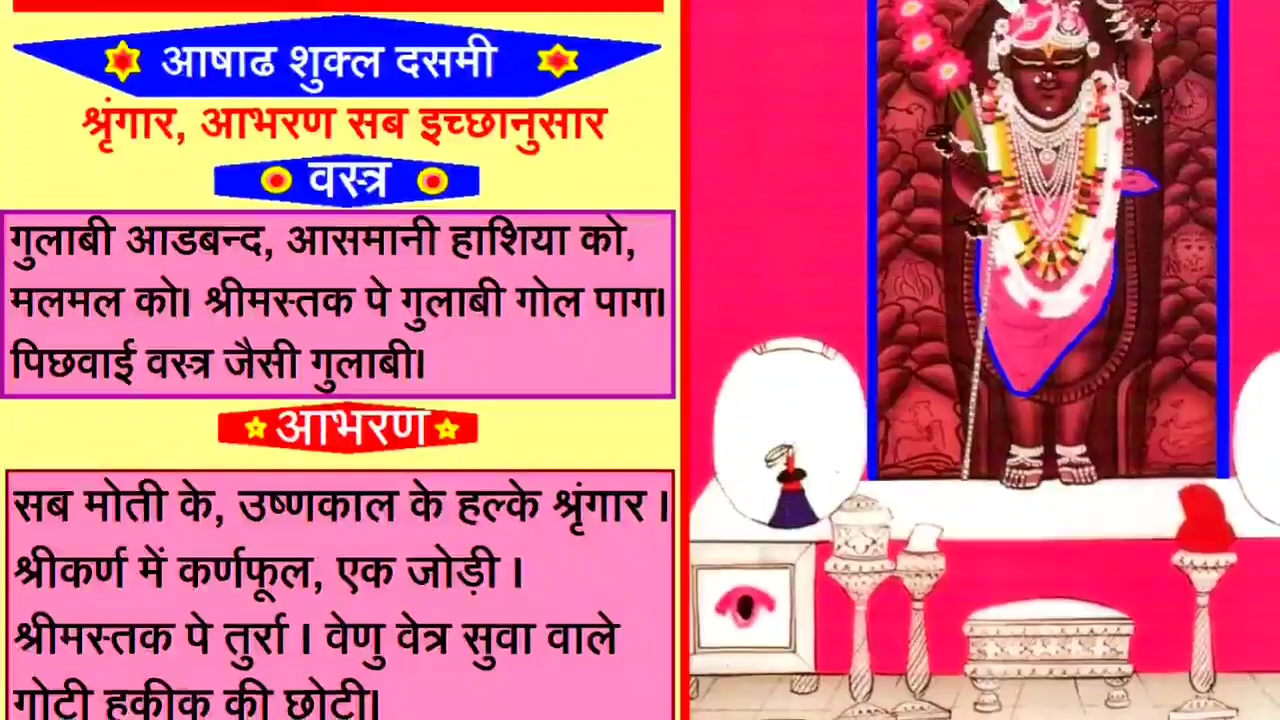 आषाढ शुक्ल दसमी
श्रृंगार, आभरण सब इच्छानुसार
वस्त्र
गुलाबी आडबन्द, आसमानी हाशिया को,
मलमल को। श्रीमस्तक पे गुलाबी गोल पाग।
पिछवाई वस्त्र जैसी गुलाबी।
आभरण
सब मोती के, उष्णकाल के हल्के श्रृंगार ।
श्रीकर्ण में कर्णफूल, एक जोड़ी ।
श्रीमस्तक पे तुर्रा । वेणु वेत्र सुवा वाले
गोटी हकीक की छोटी।